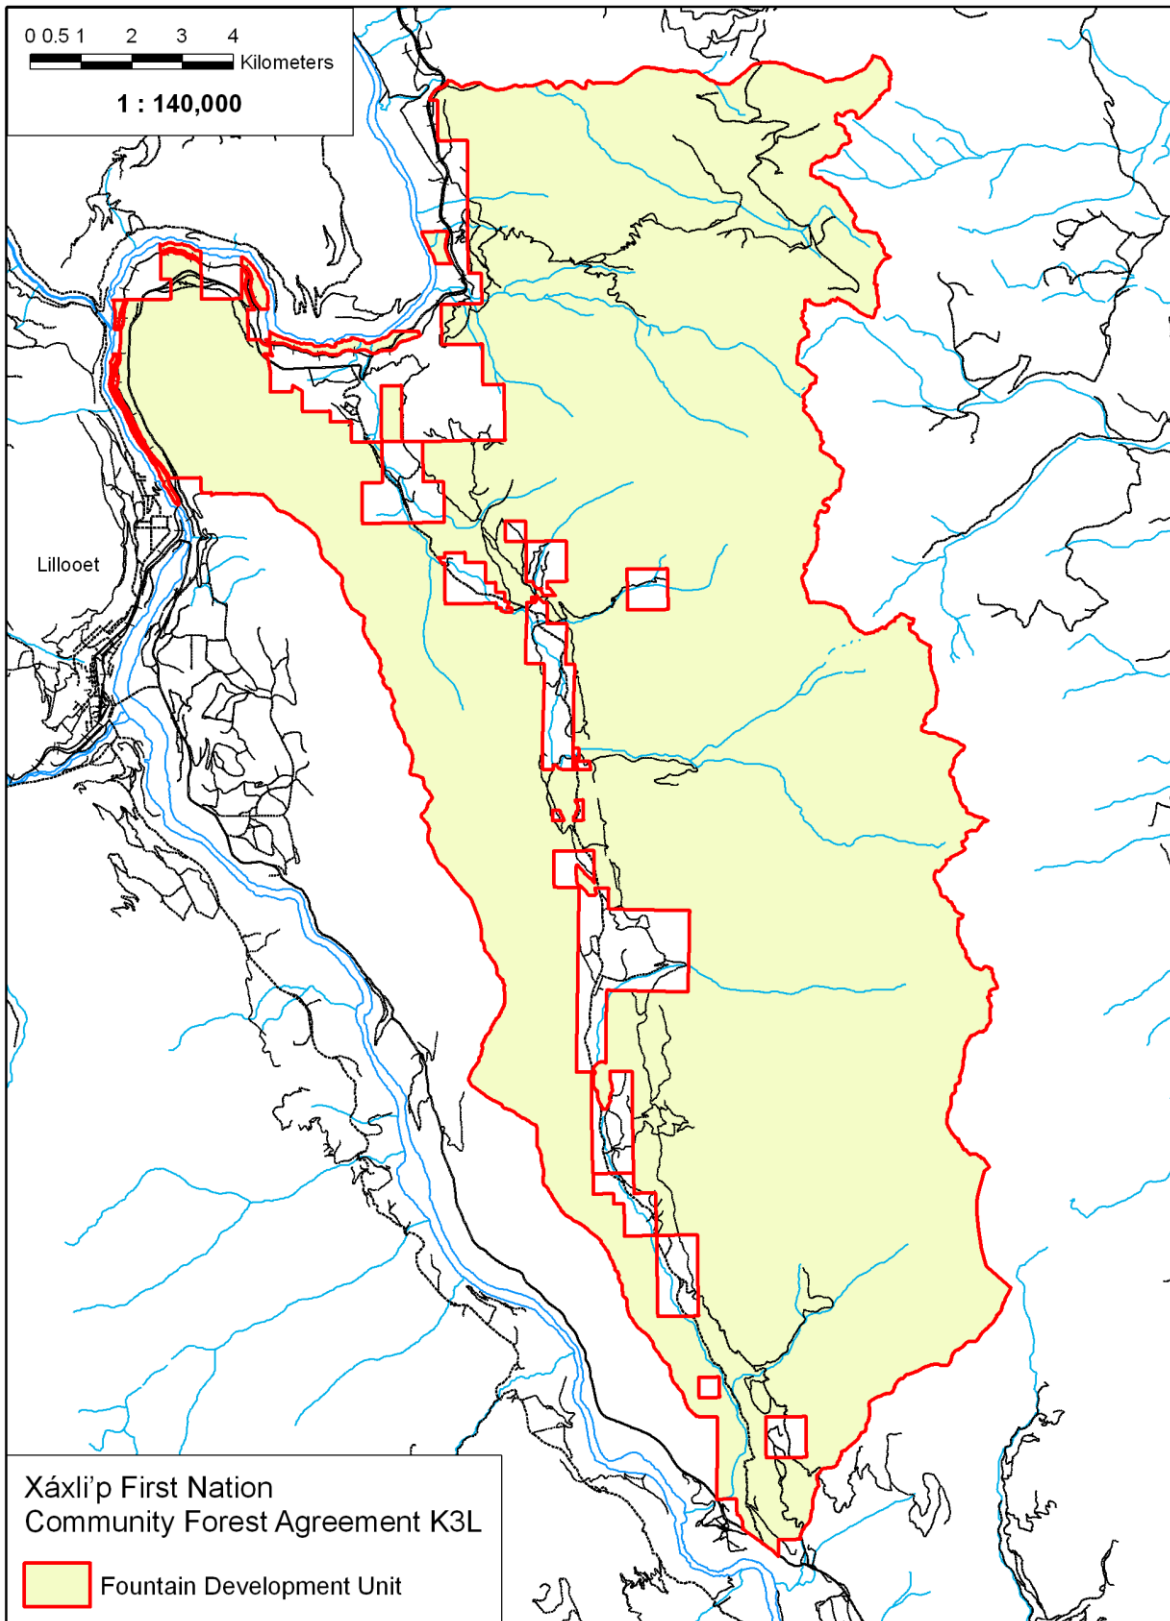 0 0.5 1 2 3 4
Kilometers
1 : 140,000
Lillooet
Xáxli'p First Nation
Community Forest Agreement K3L
Fountain Development Unit